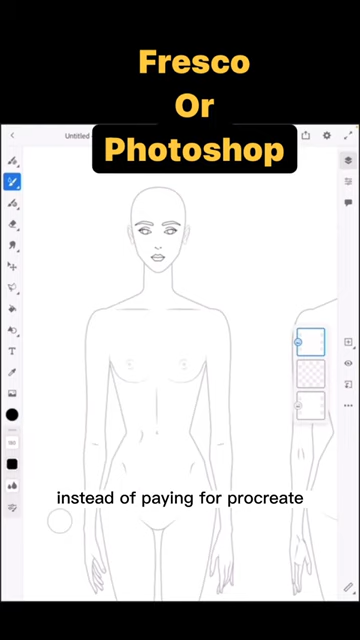 Fresco
Or
Photoshop
Untitled
instead of paying for procreate